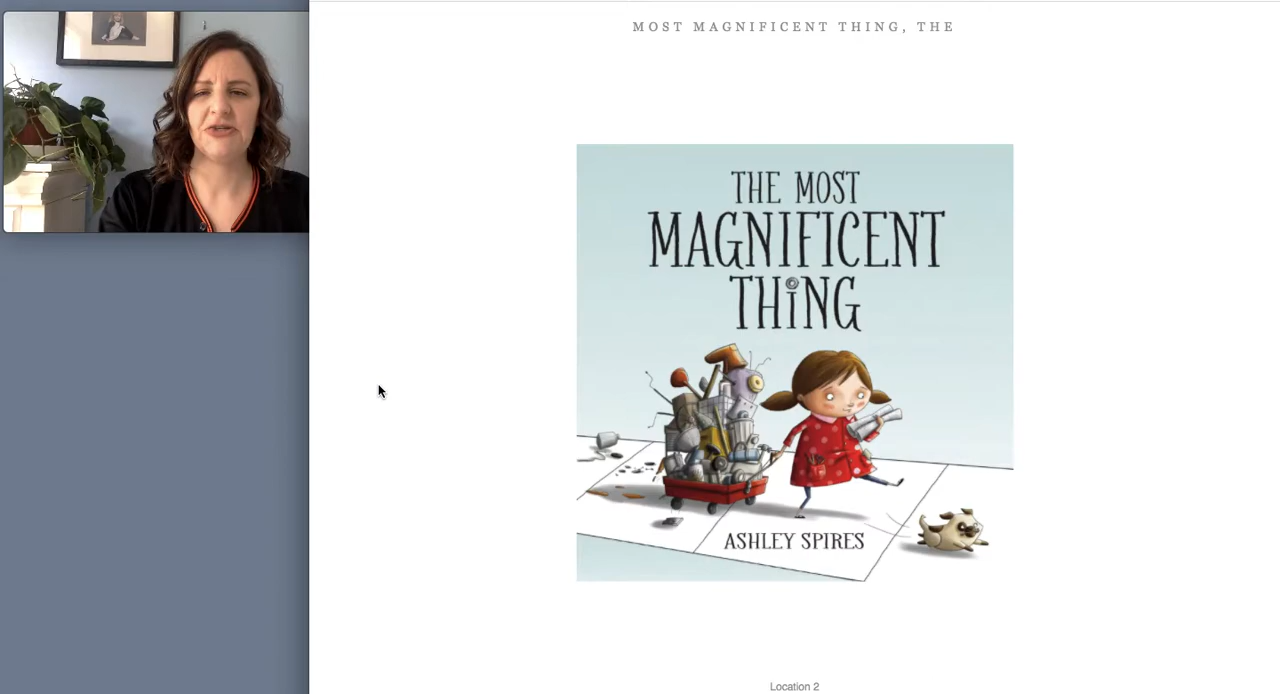 MOST MAGNIFICENT THING, THE
THE MOST
MAGNIFICENT
THiNG
ASHLEY SPIRES
Location 2